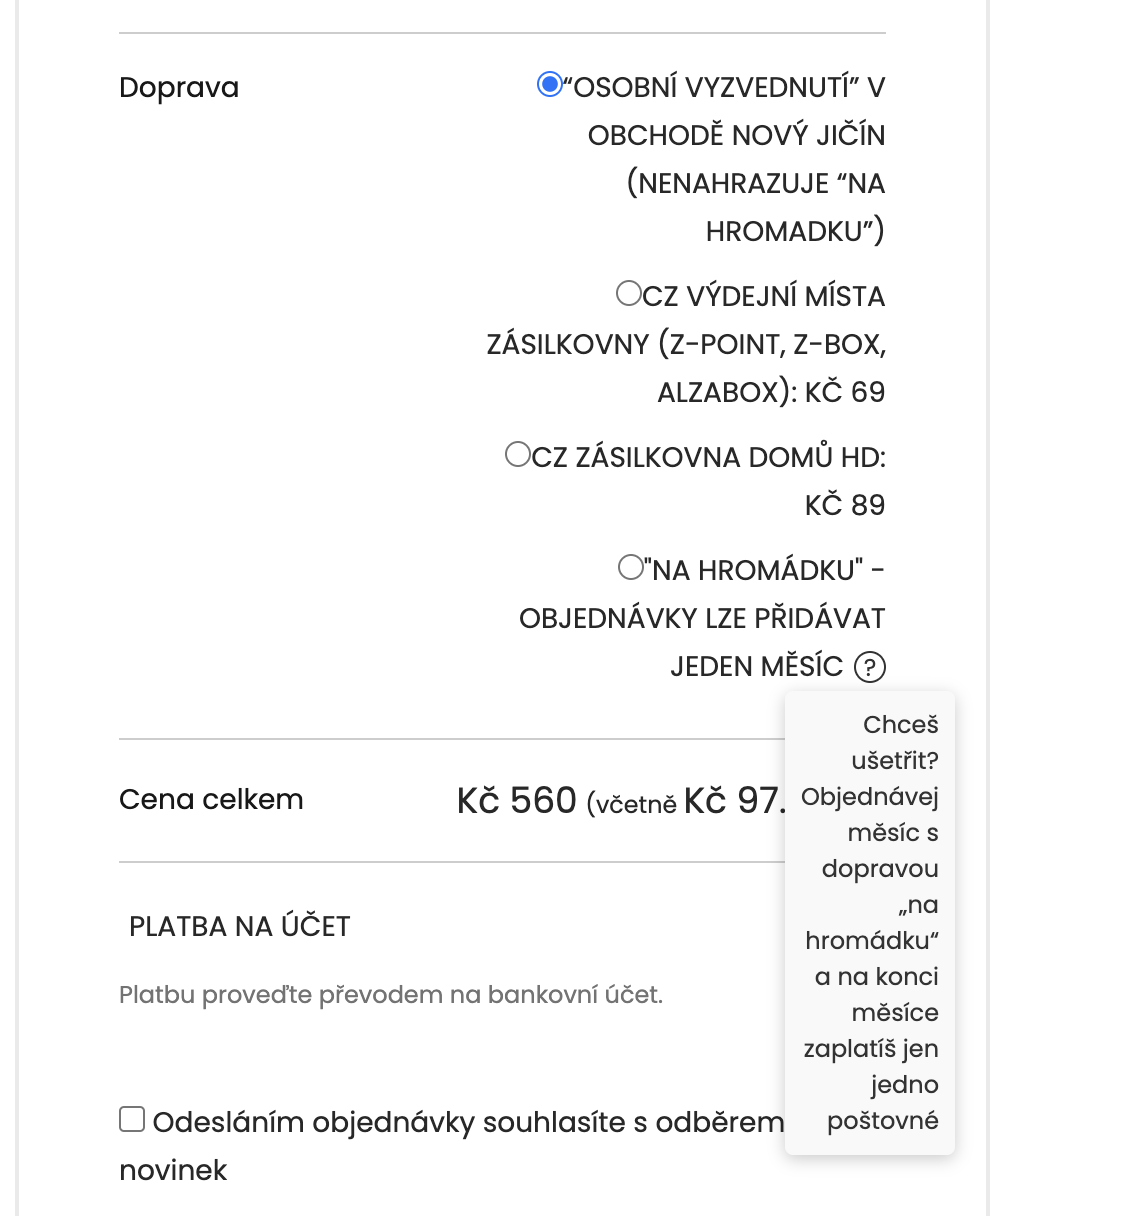 Doprava
“OSOBNÍ VYZVEDNUTÍ” V
OBCHODĚ NOVÝ JIČÍN
(NENAHRAZUJE “NA
HROMADKU”)
CZ VÝDEJNÍ MÍSTA
ZÁSILKOVNY (Z-POINT, Z-BOX,
ALZABOX): KČ 69
CZ ZÁSILKOVNA DOMŮ HD:
KČ 89
"NA HROMÁDKU" -
OBJEDNÁVKY LZE PŘIDÁVAT
JEDEN MĚSÍC ?
Chceš
ušetřit?
Objednávej
měsíc s
dopravou
„na
hromádku“
a na konci
měsíce
zaplatíš jen
jedno
poštovné
Cena celkem
Kč 560 (včetně Kč 97.
PLATBA NA ÚČET
Platbu proveďte převodem na bankovní účet.
Odesláním objednávky souhlasíte s odběrem
novinek